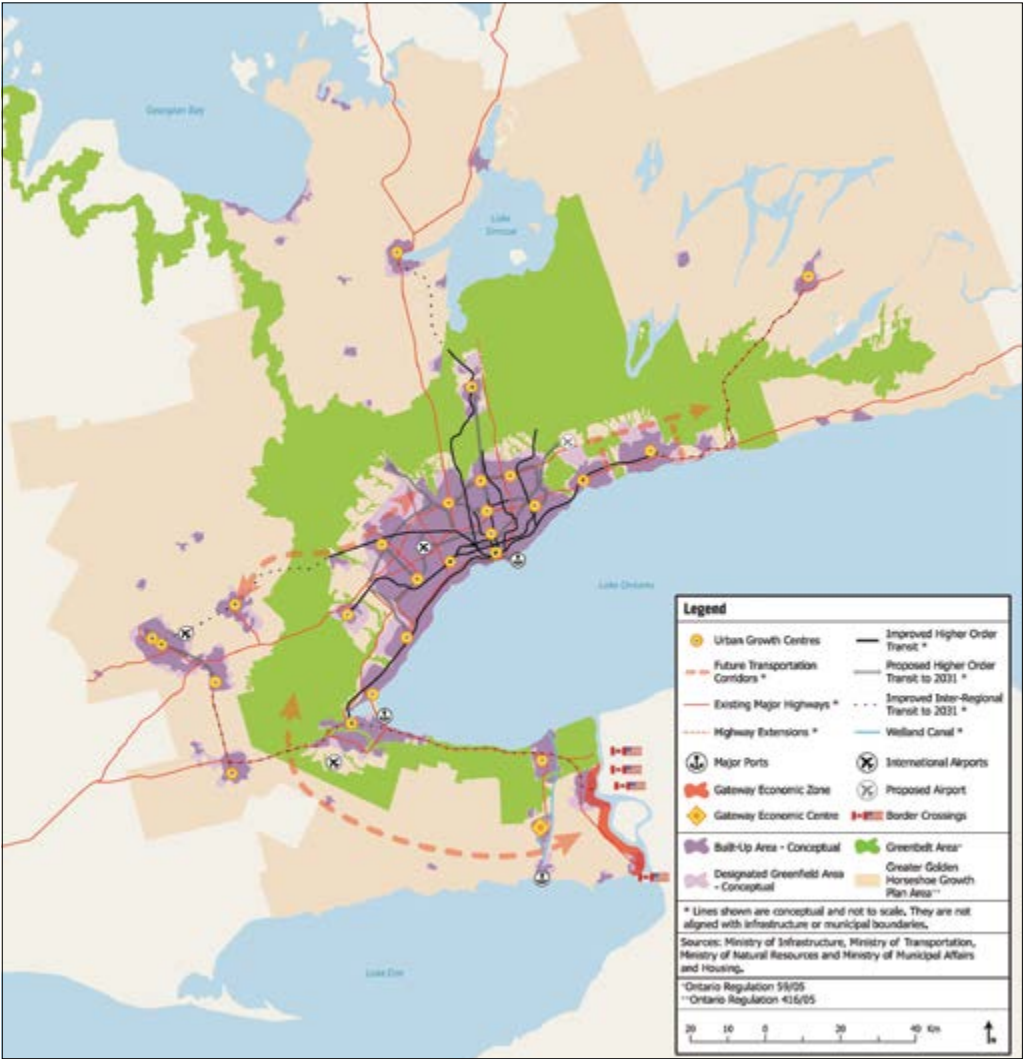 Georgian Bay
Lake
Simcoe
Lake Ontario
Lake Erie
Legend
Urban Growth Centres
Future Transportation
Corridors *
Existing Major Highways *
Highway Extensions *
Major Ports
Gateway Economic Zone
Gateway Economic Centre
Improved Higher Order
Transit *
Proposed Higher Order
Transit to 2031 *
Improved Inter-Regional
Transit to 2031 *
Welland Canal *
International Airports
Proposed Airport
Border Crossings
Built-Up Area - Conceptual
Designated Greenfield Area
- Conceptual
Greenbelt Area*
Greater Golden
Horseshoe Growth
Plan Area**
* Lines shown are conceptual and not to scale. They are not
aligned with infrastructure or municipal boundaries.
Sources: Ministry of Infrastructure, Ministry of Transportation,
Ministry of Natural Resources and Ministry of Municipal Affairs
and Housing.
*Ontario Regulation 59/05
**Ontario Regulation 416/05
20 10 0 20 40 Km
N